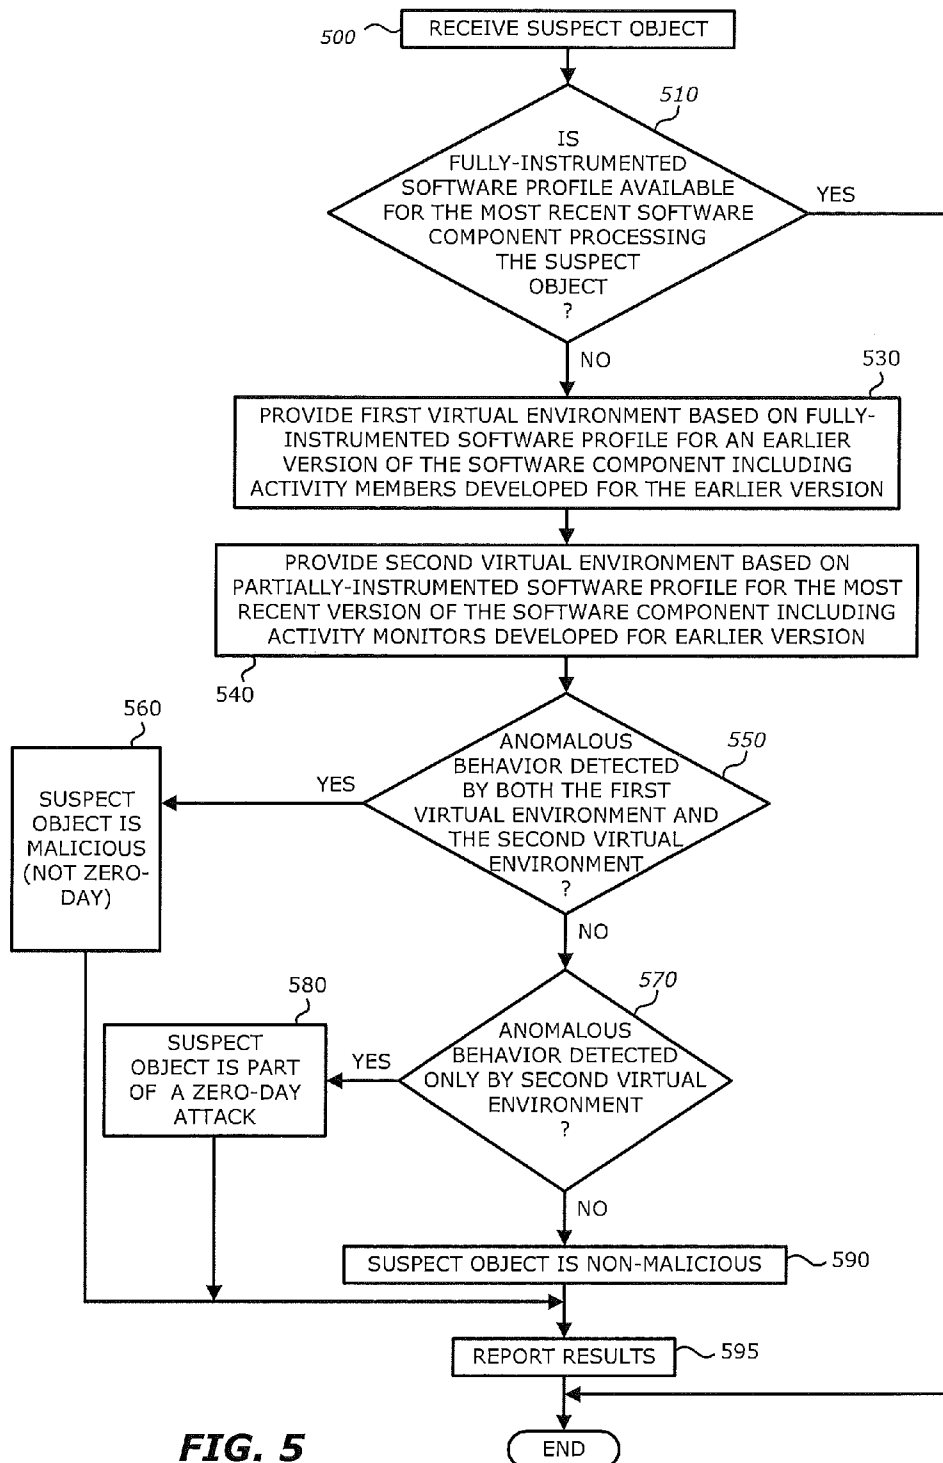 500
RECEIVE SUSPECT OBJECT
510
IS
FULLY-INSTRUMENTED
SOFTWARE PROFILE AVAILABLE
FOR THE MOST RECENT SOFTWARE
COMPONENT PROCESSING
THE SUSPECT
OBJECT
?
YES
NO
530
PROVIDE FIRST VIRTUAL ENVIRONMENT BASED ON FULLY-
INSTRUMENTED SOFTWARE PROFILE FOR AN EARLIER
VERSION OF THE SOFTWARE COMPONENT INCLUDING
ACTIVITY MEMBERS DEVELOPED FOR THE EARLIER VERSION
PROVIDE SECOND VIRTUAL ENVIRONMENT BASED ON
PARTIALLY-INSTRUMENTED SOFTWARE PROFILE FOR THE MOST
RECENT VERSION OF THE SOFTWARE COMPONENT INCLUDING
ACTIVITY MONITORS DEVELOPED FOR EARLIER VERSION
540
550
ANOMALOUS
BEHAVIOR DETECTED
BY BOTH THE FIRST
VIRTUAL ENVIRONMENT AND
THE SECOND VIRTUAL
ENVIRONMENT
?
YES
560
SUSPECT
OBJECT IS
MALICIOUS
(NOT ZERO-
DAY)
NO
570
ANOMALOUS
BEHAVIOR DETECTED
ONLY BY SECOND VIRTUAL
ENVIRONMENT
?
YES
580
SUSPECT
OBJECT IS PART
OF A ZERO-DAY
ATTACK
NO
SUSPECT OBJECT IS NON-MALICIOUS
590
REPORT RESULTS
595
END
FIG. 5